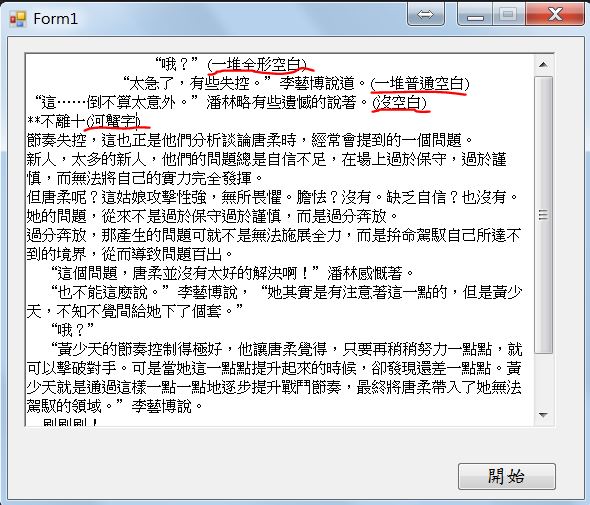 Form1
“哦？”(一堆全形空白)
“太急了，有些失控。”李藝博說道。(一堆普通空白)
“這……倒不算太意外。”潘林略有些遺憾的說著。(沒空白)
**不離十(河蟹字)
節奏失控，這也正是他們分析談論唐柔時，經常會提到的一個問題。
新人，太多的新人，他們的問題總是自信不足，在場上過於保守，過於謹
慎，而無法將自己的實力完全發揮。
但唐柔呢？這姑娘攻擊性強，無所畏懼。膽怯？沒有。缺乏自信？也沒有。
她的問題，從來不是過於保守過於謹慎，而是過分奔放。
過分奔放，那產生的問題可就不是無法施展全力，而是拚命駕馭自己所達不
到的境界，從而導致問題百出。
“這個問題，唐柔並沒有太好的解決啊！”潘林感慨著。
“也不能這麼說。”李藝博說，“她其實是有注意著這一點的，但是黃少
天，不知不覺間給她下了個套。”
“哦？”
“黃少天的節奏控制得極好，他讓唐柔覺得，只要再稍稍努力一點點，就
可以擊破對手。可是當她這一點點提升起來的時候，卻發現還差一點點。黃
少天就是通過這樣一點一點地逐步提升戰鬥節奏，最終將唐柔帶入了她無法
駕馭的領域。”李藝博說。
刷刷刷！
開始